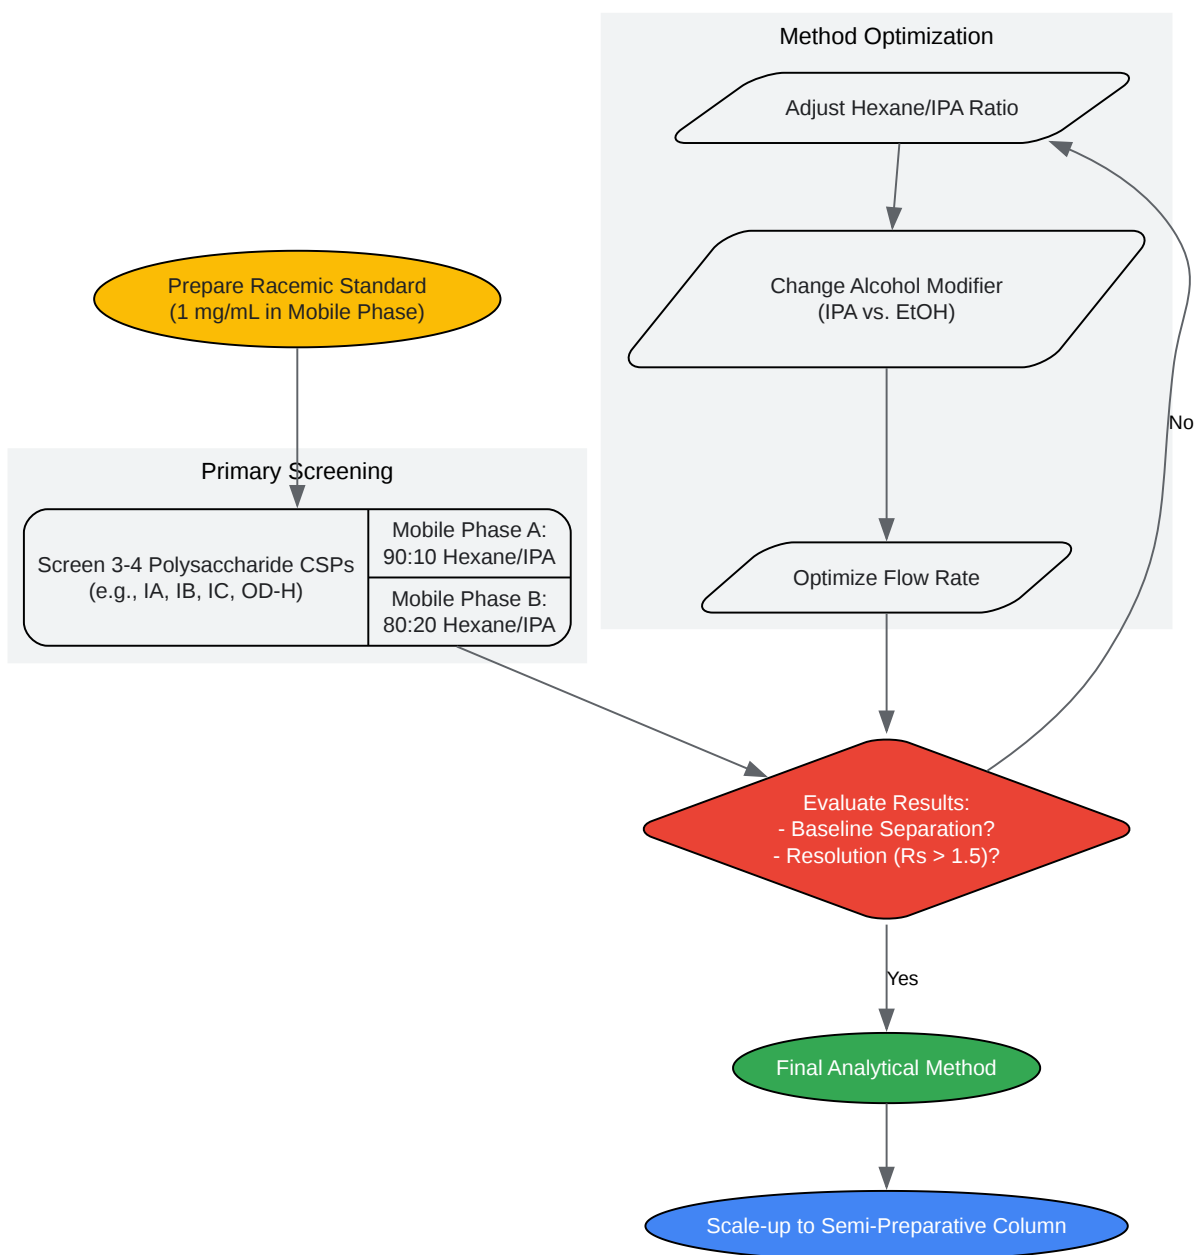 Method Optimization
Adjust Hexane/IPA Ratio
Change Alcohol Modifier
(IPA vs. EtOH)
Optimize Flow Rate
Prepare Racemic Standard
(1 mg/mL in Mobile Phase)
Primary Screening
Screen 3-4 Polysaccharide CSPs
(e.g., IA, IB, IC, OD-H)
Mobile Phase A:
90:10 Hexane/IPA
Mobile Phase B:
80:20 Hexane/IPA
No
Evaluate Results:
- Baseline Separation?
- Resolution (Rs > 1.5)?
Yes
Final Analytical Method
Scale-up to Semi-Preparative Column